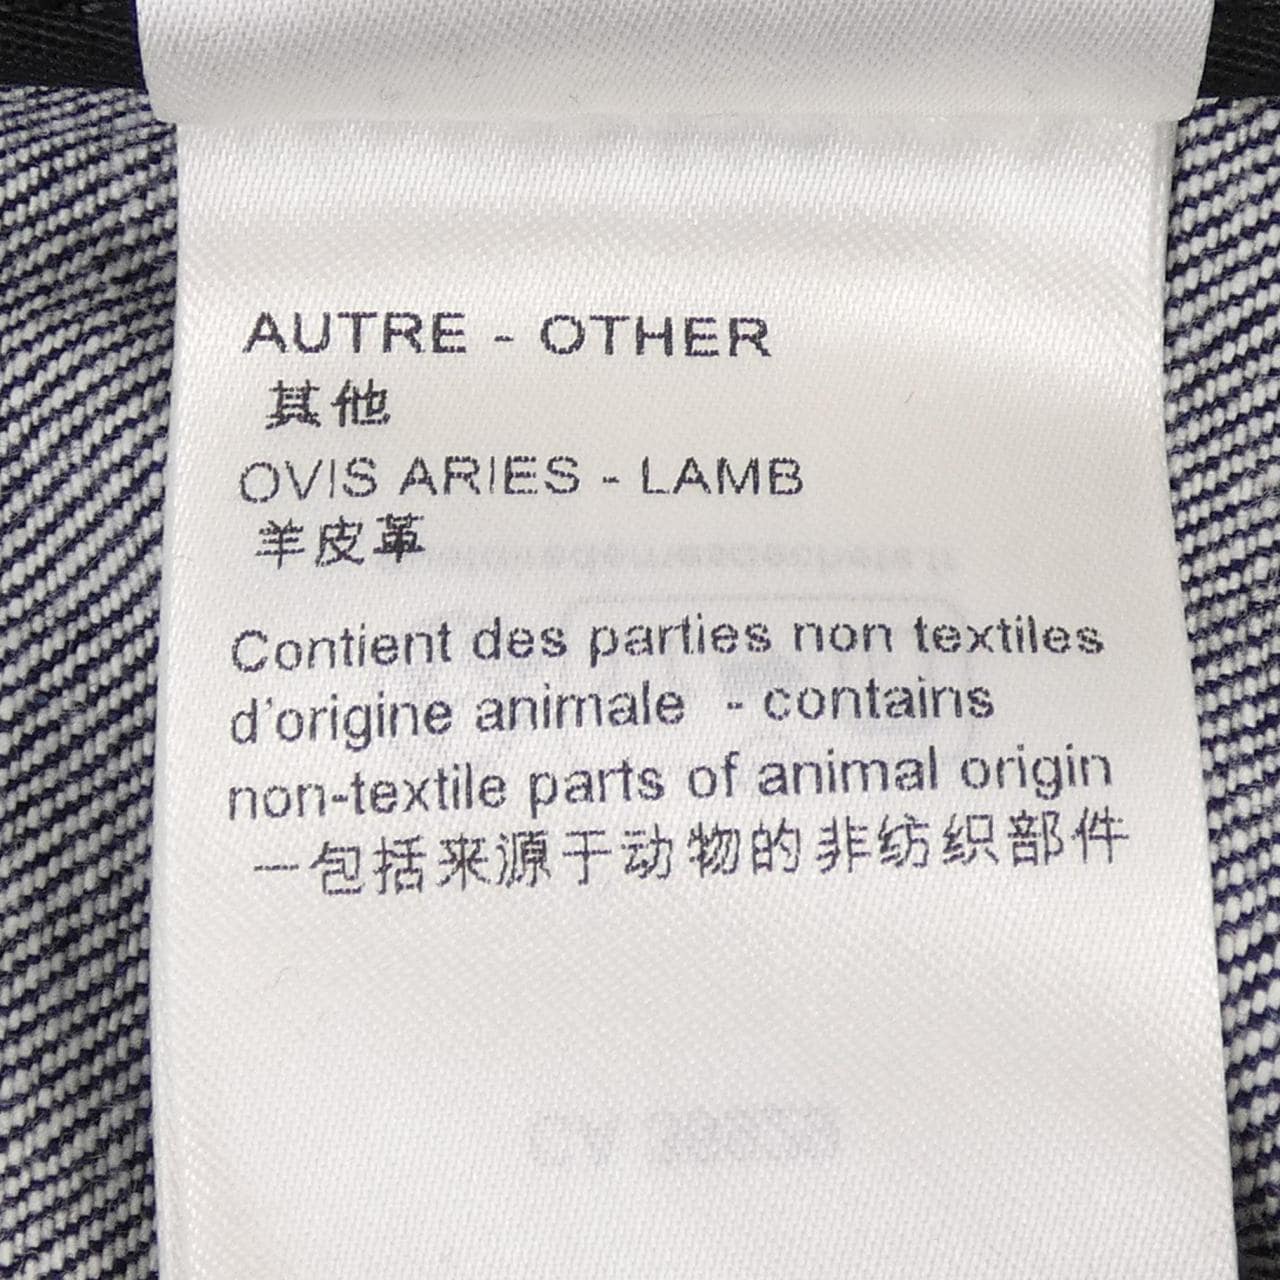 AUTRE - OTHER
其他
OVIS ARIES - LAMB
羊皮革
Contient des parties non textiles
d'origine animale - contains
non-textile parts of animal origin
一包括来源于动物的非纺织部件